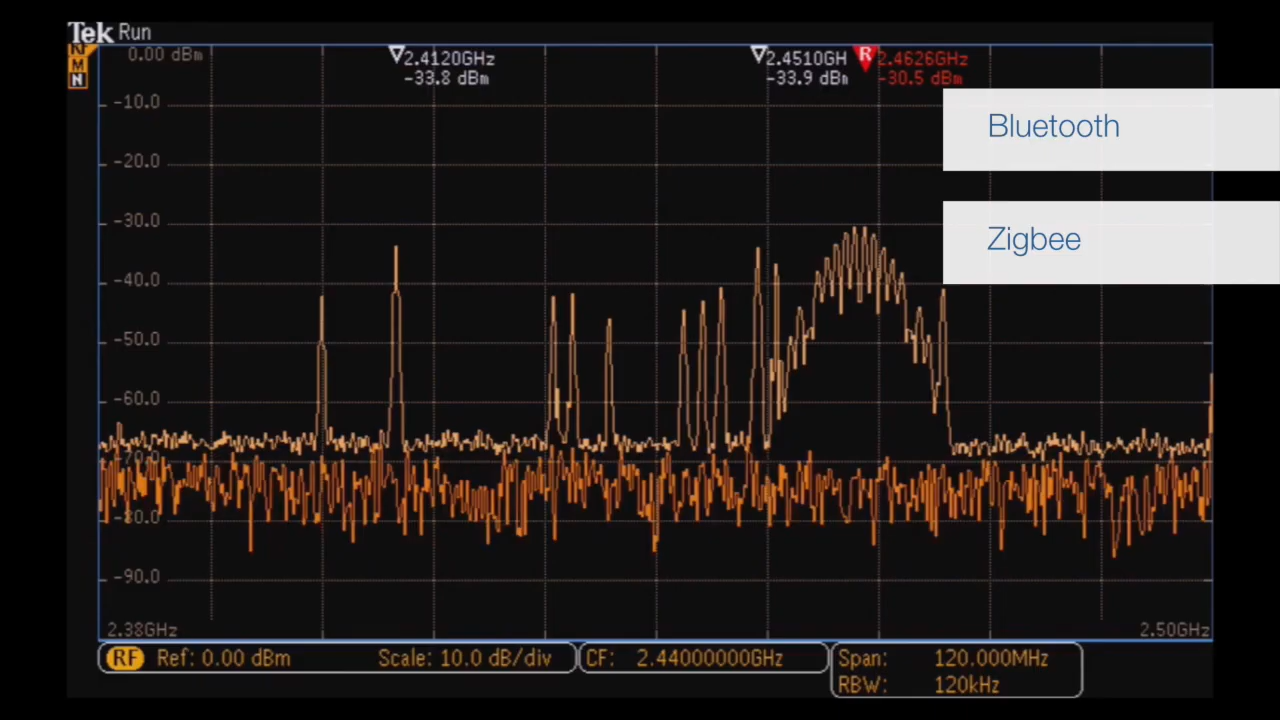 Tek Run
RF
M
N
0.00 dBm
2.4120GHz
-33.8 dBm
2.4510GH
-33.9 dBm
R
2.4626GHz
-30.5 dBm
-10.0
Bluetooth
-20.0
-30.0
Zigbee
-40.0
-50.0
-60.0
-70.0
-80.0
-90.0
2.38GHz
2.50GHz
RF Ref: 0.00 dBm Scale: 10.0 dB/div
CF: 2.44000000GHz
Span: 120.000MHz
RBW: 120kHz